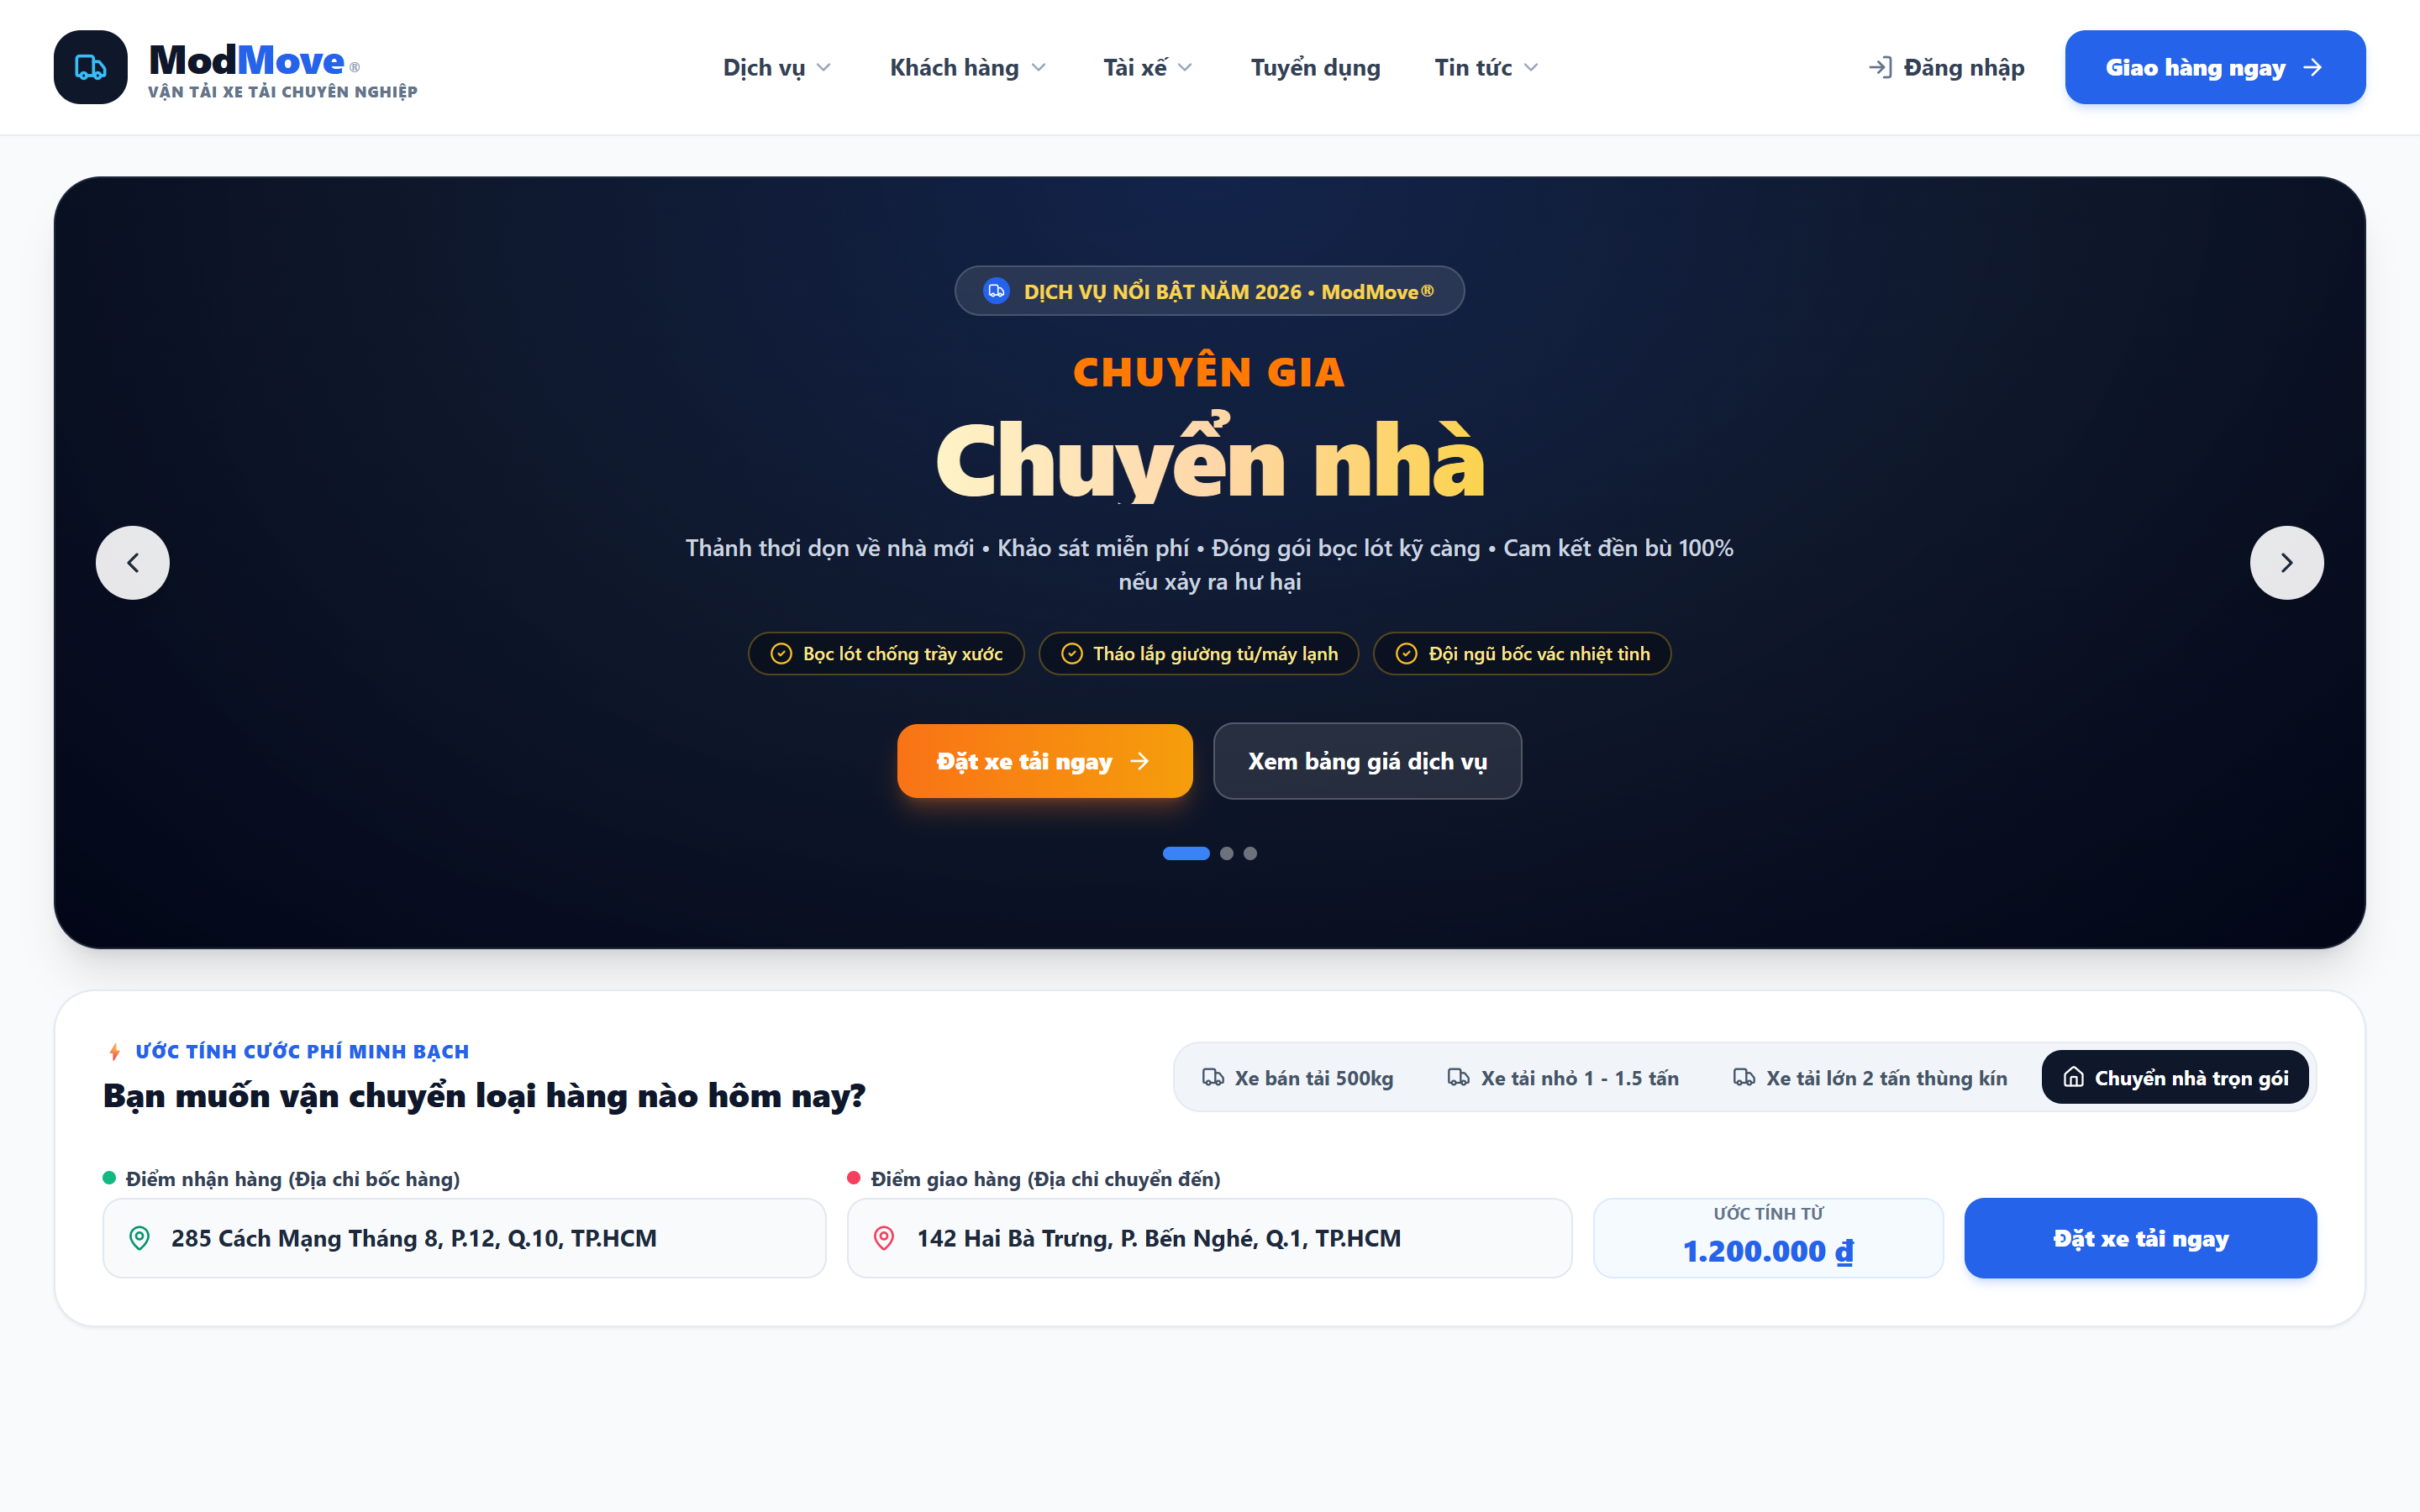 ModMove®
VẬN TẢI XE TẢI CHUYÊN NGHIỆP
Dịch vụ
Khách hàng
Tài xế
Tuyển dụng
Tin tức
Đăng nhập
Giao hàng ngay
DỊCH VỤ NỔI BẬT NĂM 2026 • ModMove®
CHUYÊN GIA
Chuyển nhà
Thảnh thơi dọn về nhà mới • Khảo sát miễn phí • Đóng gói bọc lót kỹ càng • Cam kết đền bù 100%
nếu xảy ra hư hại
Bọc lót chống trầy xước
Tháo lắp giường tủ/máy lạnh
Đội ngũ bốc vác nhiệt tình
Đặt xe tải ngay
Xem bảng giá dịch vụ
ƯỚC TÍNH CƯỚC PHÍ MINH BẠCH
Bạn muốn vận chuyển loại hàng nào hôm nay?
Xe bán tải 500kg
Xe tải nhỏ 1 - 1.5 tấn
Xe tải lớn 2 tấn thùng kín
Chuyển nhà trọn gói
Điểm nhận hàng (Địa chỉ bốc hàng)
285 Cách Mạng Tháng 8, P.12, Q.10, TP.HCM
Điểm giao hàng (Địa chỉ chuyển đến)
142 Hai Bà Trưng, P. Bến Nghé, Q.1, TP.HCM
ƯỚC TÍNH TỪ
1.200.000 ₫
Đặt xe tải ngay